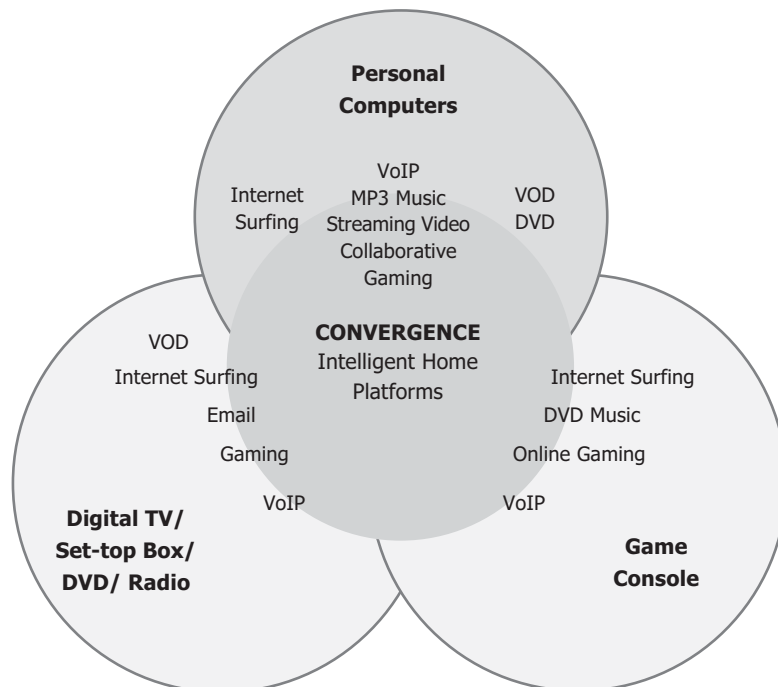 Personal
Computers
Internet
Surfing
VoIP
MP3 Music
Streaming Video
Collaborative
Gaming
VOD
DVD
CONVERGENCE
Intelligent Home
Platforms
VOD
Internet Surfing
Email
Gaming
VoIP
Digital TV/
Set-top Box/
DVD/ Radio
Internet Surfing
DVD Music
Online Gaming
VoIP
Game
Console